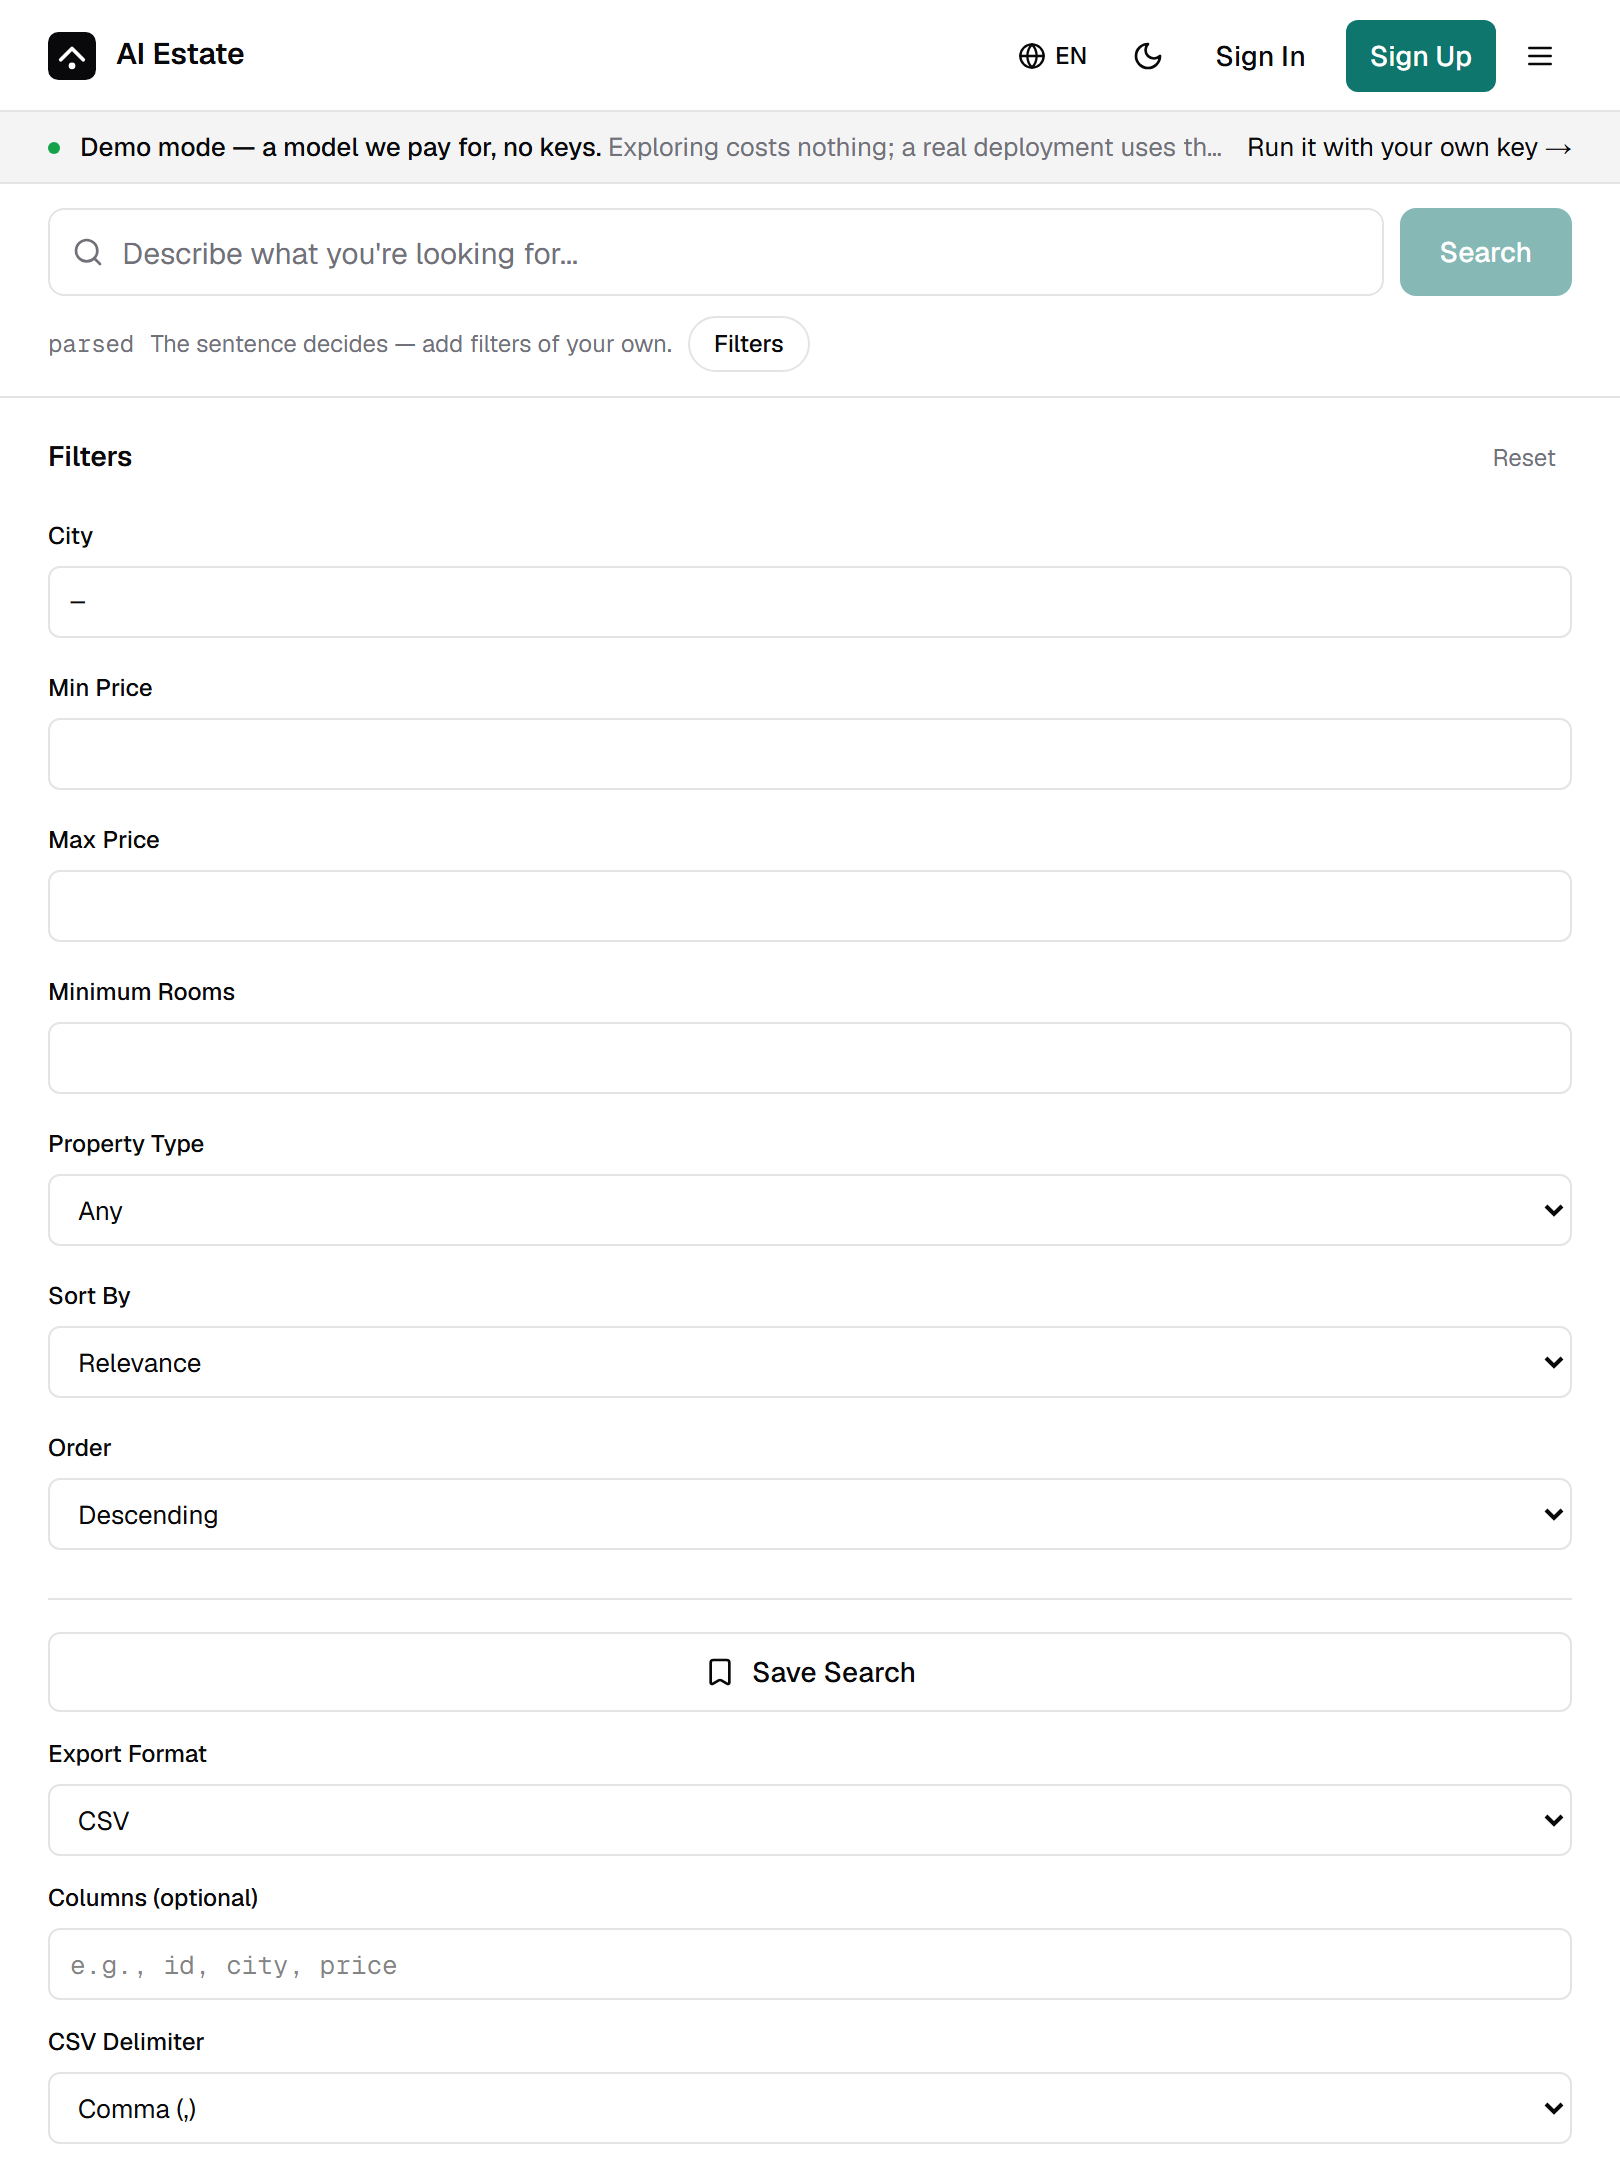 AI Estate
EN
Sign In
Sign Up
Demo mode — a model we pay for, no keys. Exploring costs nothing; a real deployment uses th... Run it with your own key →
Describe what you're looking for...
Search
parsed The sentence decides — add filters of your own. Filters
Filters
Reset
City
–
Min Price
Max Price
Minimum Rooms
Property Type
Any
Sort By
Relevance
Order
Descending
Save Search
Export Format
CSV
Columns (optional)
e.g., id, city, price
CSV Delimiter
Comma (,)